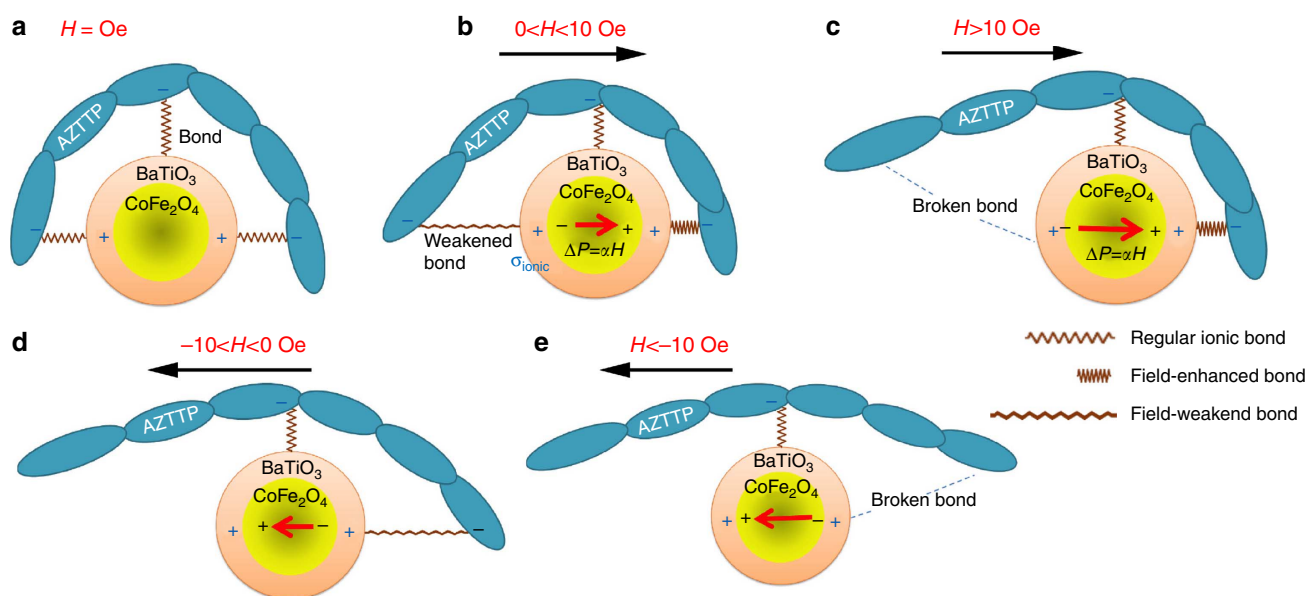 a
H = Oe
AZTTP
–
Bond
BaTiO₃
CoFe₂O₄
–
+
+
–
b
0<H<10 Oe
AZTTP
–
BaTiO₃
CoFe₂O₄
–
+
–
+
+
–
Weakened
bond
σionic
ΔP=αH
c
H>10 Oe
AZTTP
–
BaTiO₃
CoFe₂O₄
Broken bond
+
–
+
+
–
ΔP=αH
d
–10<H<0 Oe
AZTTP
–
BaTiO₃
CoFe₂O₄
+
+
–
+
–
e
H<–10 Oe
AZTTP
–
BaTiO₃
CoFe₂O₄
Broken bond
+
+
–
+
Regular ionic bond
Field-enhanced bond
Field-weakend bond